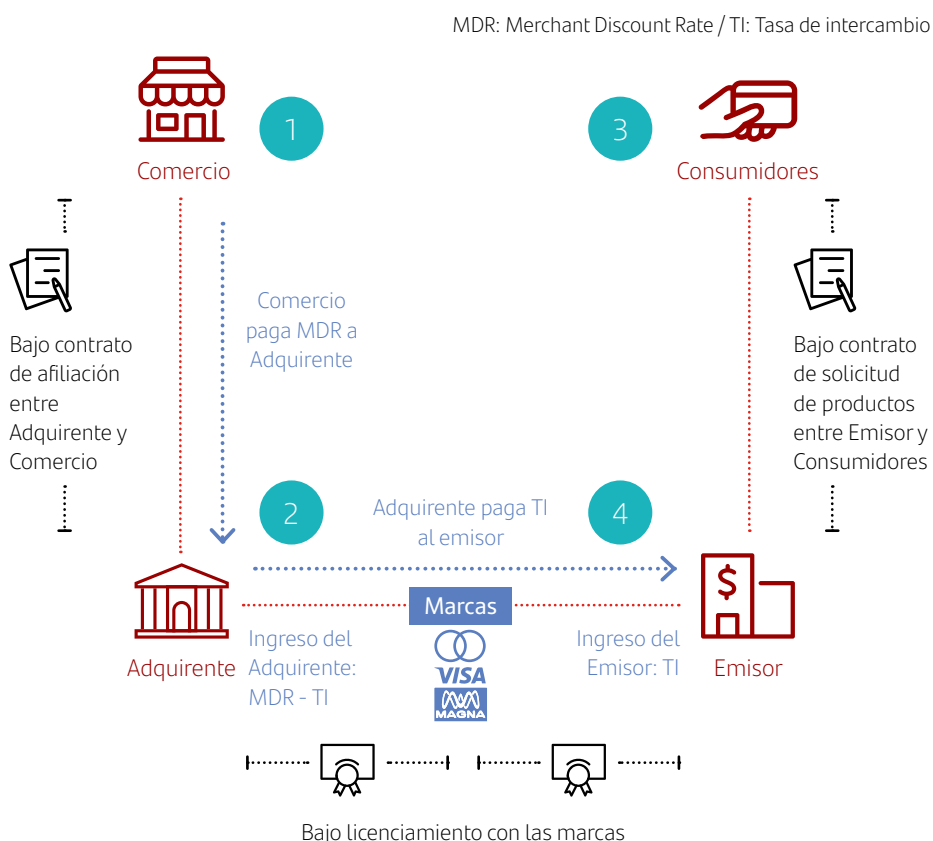 MDR: Merchant Discount Rate / TI: Tasa de intercambio
1
3
Comercio
Consumidores
Comercio
paga MDR a
Adquirente
Bajo contrato
de afiliación
entre
Adquirente y
Comercio
Bajo contrato
de solicitud
de productos
entre Emisor y
Consumidores
2
Adquirente paga TI
al emisor
4
$
Marcas
Adquirente
Ingreso del
Adquirente:
MDR - TI
VISA
MAGNA
Ingreso del
Emisor: TI
Emisor
Bajo licenciamiento con las marcas